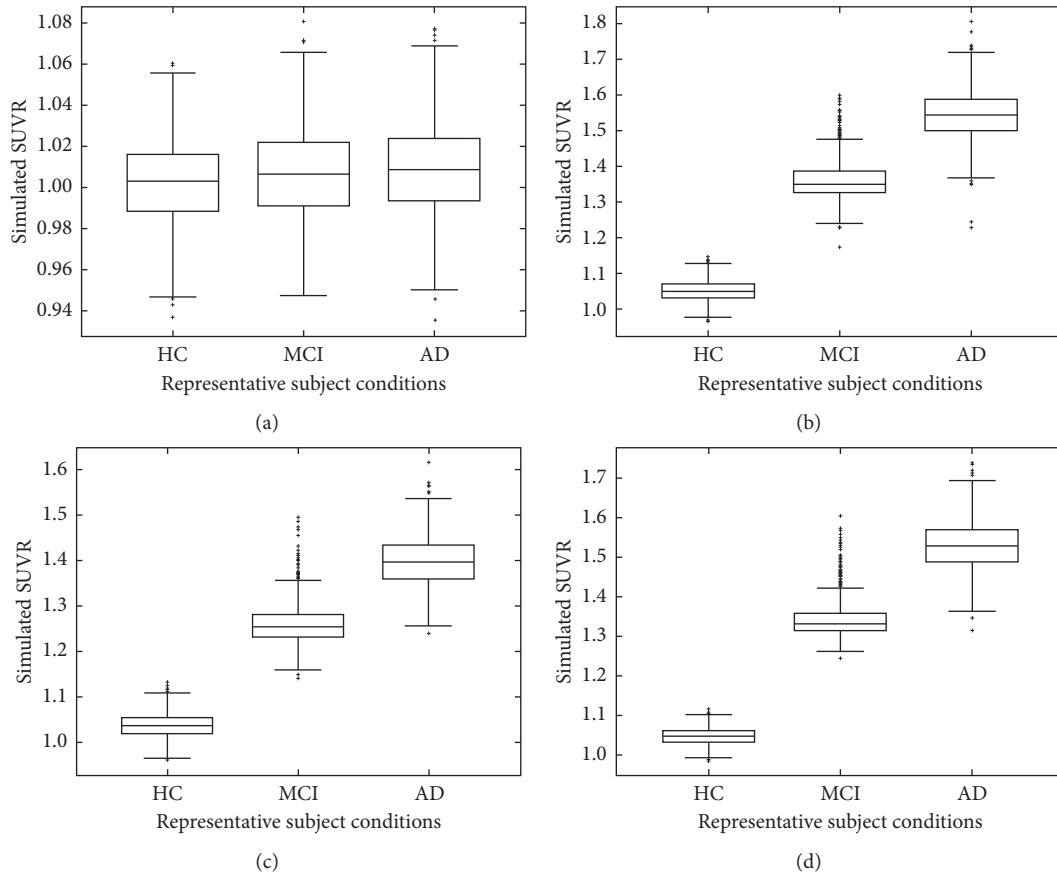 1.08
1.06
1.04
1.02
1.00
0.98
0.96
0.94
Simulated SUVR
HC MCI AD
Representative subject conditions
(a)
1.8
1.7
1.6
1.5
1.4
1.3
1.2
1.1
1.0
Simulated SUVR
HC MCI AD
Representative subject conditions
(b)
1.6
1.5
1.4
1.3
1.2
1.1
1.0
Simulated SUVR
HC MCI AD
Representative subject conditions
(c)
1.7
1.6
1.5
1.4
1.3
1.2
1.1
1.0
Simulated SUVR
HC MCI AD
Representative subject conditions
(d)